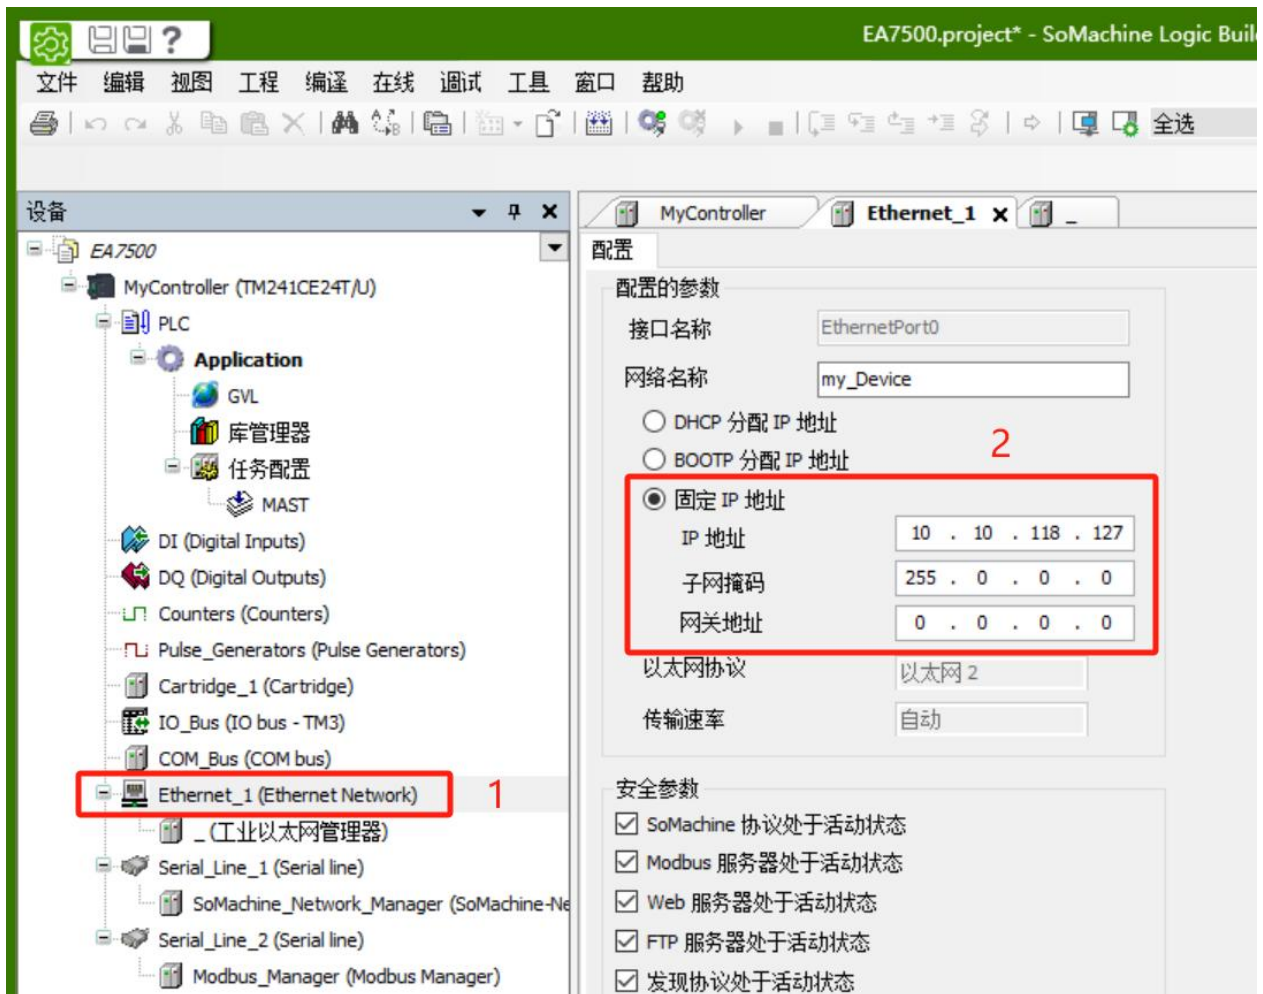 EA7500.project* - SoMachine Logic Buil
文件 编辑 视图 工程 编译 在线 调试 工具 窗口 帮助
全选
设备
EA7500
MyController (TM241CE24T/U)
PLC
Application
GVL
库管理器
任务配置
MAST
DI (Digital Inputs)
DQ (Digital Outputs)
Counters (Counters)
Pulse_Generators (Pulse Generators)
Cartridge_1 (Cartridge)
IO_Bus (IO bus - TM3)
COM_Bus (COM bus)
Ethernet_1 (Ethernet Network)
1
_ (工业以太网管理器)
Serial_Line_1 (Serial line)
SoMachine_Network_Manager (SoMachine-Ne
Serial_Line_2 (Serial line)
Modbus_Manager (Modbus Manager)
MyController Ethernet_1 _
配置
配置的参数
接口名称 EthernetPort0
网络名称 my_Device
DHCP 分配 IP 地址
BOOTP 分配 IP 地址
2
固定 IP 地址
IP 地址 10 . 10 . 118 . 127
子网掩码 255 . 0 . 0 . 0
网关地址 0 . 0 . 0 . 0
以太网协议 以太网 2
传输速率 自动
安全参数
SoMachine 协议处于活动状态
Modbus 服务器处于活动状态
Web 服务器处于活动状态
FTP 服务器处于活动状态
发现协议处于活动状态